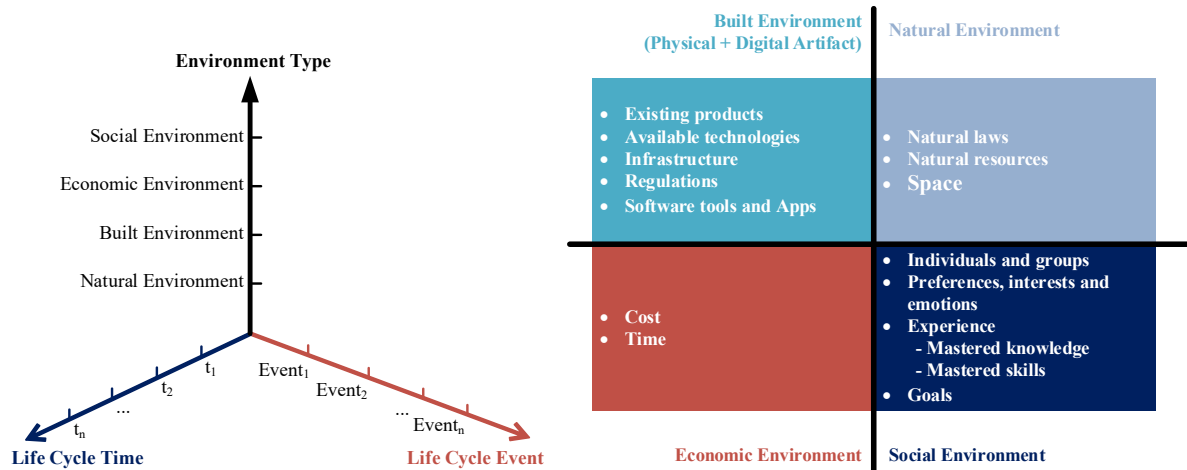 Environment Type
Social Environment
Economic Environment
Built Environment
Natural Environment
t₁
t₂
...
tₙ
Life Cycle Time
Event₁
Event₂
...
Eventₙ
Life Cycle Event
Built Environment
(Physical + Digital Artifact)
Natural Environment
• Existing products
• Available technologies
• Infrastructure
• Regulations
• Software tools and Apps
• Natural laws
• Natural resources
• Space
• Cost
• Time
• Individuals and groups
• Preferences, interests and
emotions
• Experience
- Mastered knowledge
- Mastered skills
• Goals
Economic Environment
Social Environment